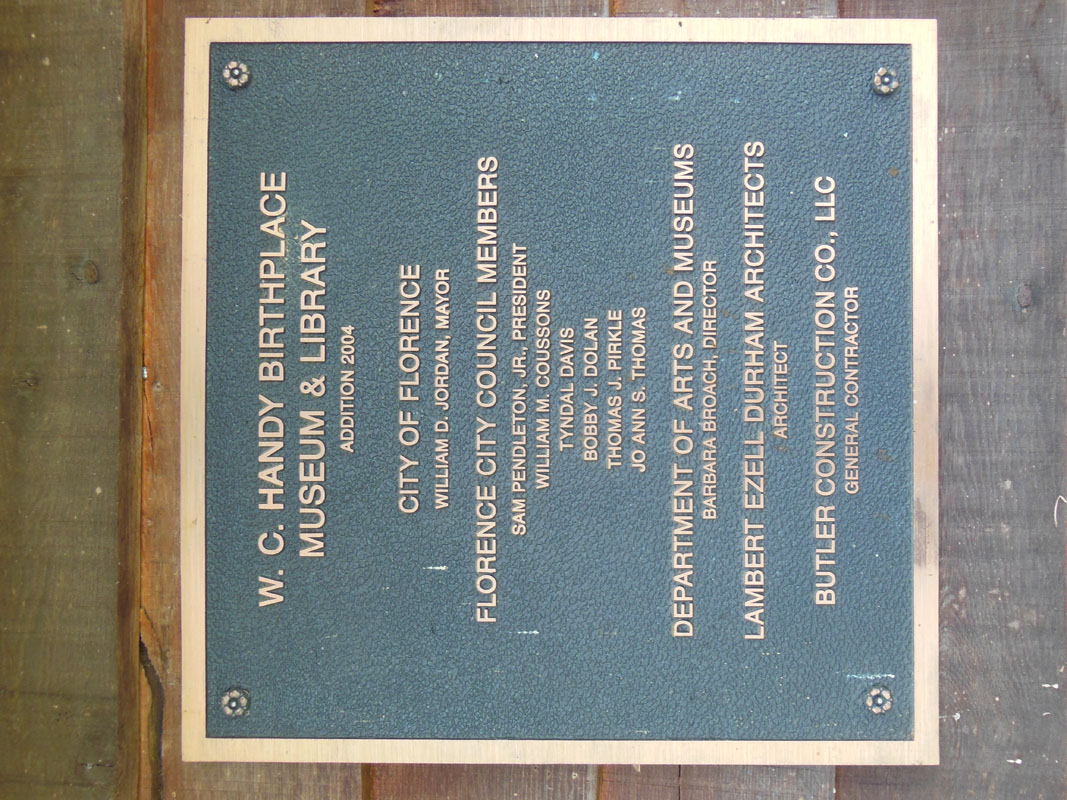 W. C. HANDY BIRTHPLACE
MUSEUM & LIBRARY
ADDITION 2004
CITY OF FLORENCE
WILLIAM D. JORDAN, MAYOR
FLORENCE CITY COUNCIL MEMBERS
SAM PENDLETON, JR., PRESIDENT
WILLIAM M. COUSSONS
TYNDAL DAVIS
BOBBY J. DOLAN
THOMAS J. PIRKLE
JO ANN S. THOMAS
DEPARTMENT OF ARTS AND MUSEUMS
BARBARA BROACH, DIRECTOR
LAMBERT EZELL DURHAM ARCHITECTS
ARCHITECT
BUTLER CONSTRUCTION CO., LLC
GENERAL CONTRACTOR